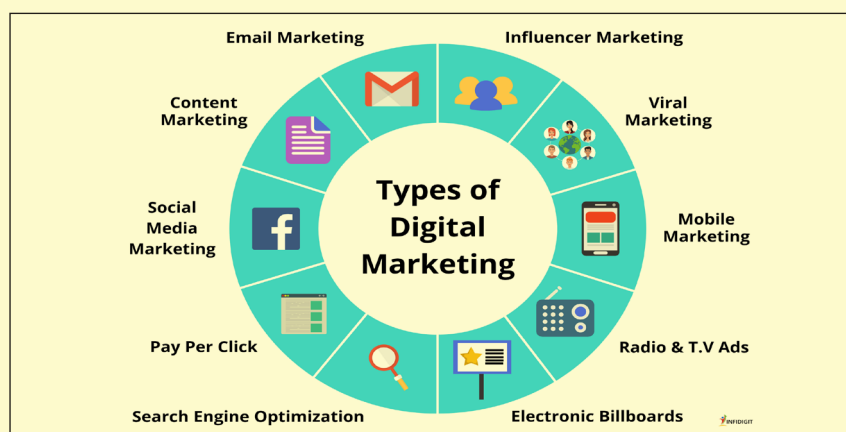 Email Marketing
Influencer Marketing
Content
Marketing
Viral
Marketing
Types of
Digital
Marketing
Social
Media
Marketing
Mobile
Marketing
Pay Per Click
Radio & T.V Ads
Search Engine Optimization
Electronic Billboards
INFIDIGIT